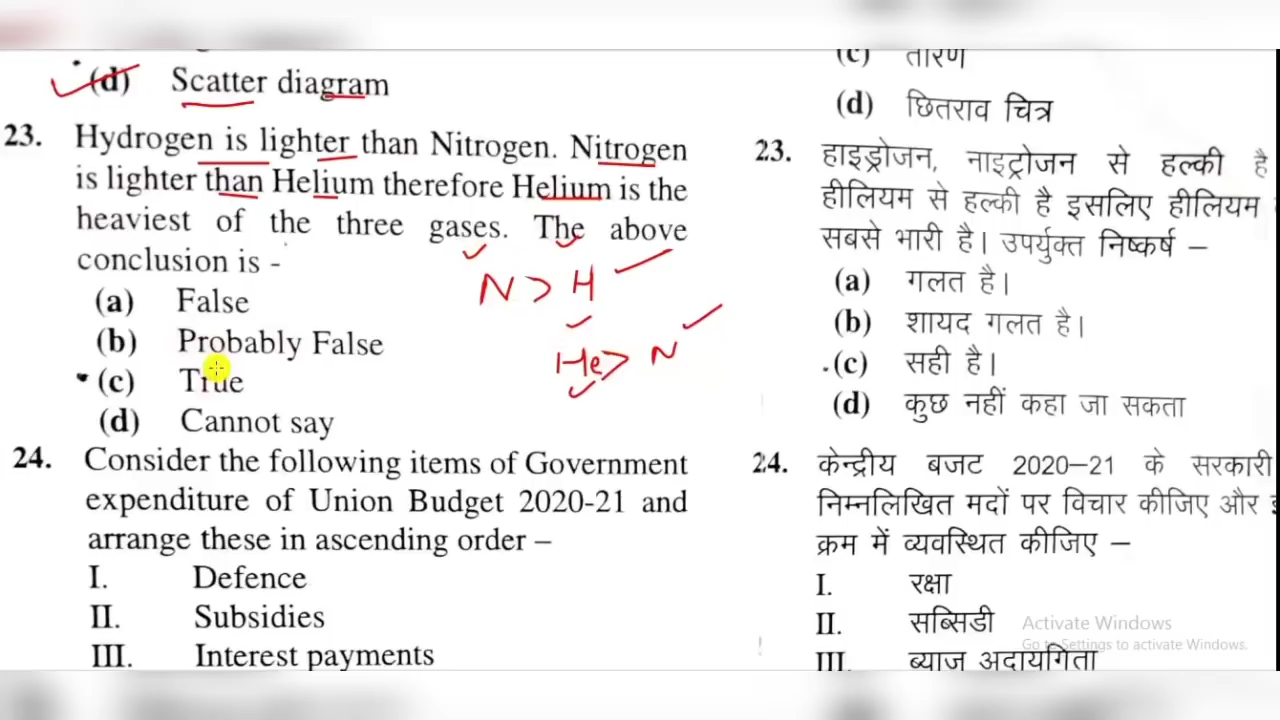 (d) Scatter diagram
23. Hydrogen is lighter than Nitrogen. Nitrogen
is lighter than Helium therefore Helium is the
heaviest of the three gases. The above
conclusion is -
(a) False
(b) Probably False
(c) True
(d) Cannot say
N > H
He > N
24. Consider the following items of Government
expenditure of Union Budget 2020-21 and
arrange these in ascending order –
I. Defence
II. Subsidies
III. Interest payments
(c) तोरण
(d) छितराव चित्र
23. हाइड्रोजन, नाइट्रोजन से हल्की है
हीलियम से हल्की है इसलिए हीलियम
सबसे भारी है। उपर्युक्त निष्कर्ष –
(a) गलत है।
(b) शायद गलत है।
(c) सही है।
(d) कुछ नहीं कहा जा सकता
24. केन्द्रीय बजट 2020–21 के सरकारी
निम्नलिखित मदों पर विचार कीजिए और
क्रम में व्यवस्थित कीजिए –
I. रक्षा
II. सब्सिडी
III. ब्याज अदायगिता
Activate Windows
Go to Settings to activate Windows.